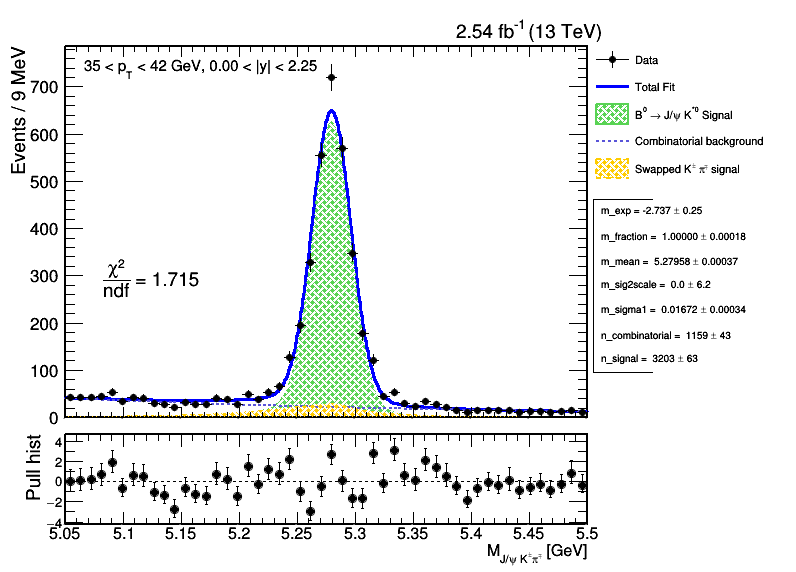 2.54 fb⁻¹ (13 TeV)
Events / 9 MeV
35 < p_T < 42 GeV, 0.00 < |y| < 2.25
χ²/ndf = 1.715
700
600
500
400
300
200
100
0
Data
Total Fit
B⁰ → J/ψ K*⁰ Signal
Combinatorial background
Swapped K^± π^∓ signal
m_exp = -2.737 ± 0.25
m_fraction = 1.00000 ± 0.00018
m_mean = 5.27958 ± 0.00037
m_sig2scale = 0.0 ± 6.2
m_sigma1 = 0.01672 ± 0.00034
n_combinatorial = 1159 ± 43
n_signal = 3203 ± 63
Pull hist
4
2
0
−2
−4
5.05 5.1 5.15 5.2 5.25 5.3 5.35 5.4 5.45 5.5
M_{J/ψ K^± π^∓} [GeV]